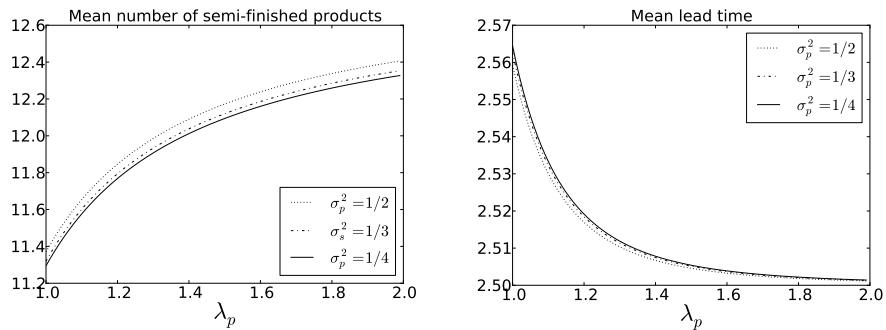 Mean number of semi-finished products
12.6
12.4
12.2
12.0
11.8
11.6
11.4
11.2
1.0 1.2 1.4 1.6 1.8 2.0
λ_p
σ_p^2 =1/2
σ_s^2 =1/3
σ_p^2 =1/4
Mean lead time
2.57
2.56
2.55
2.54
2.53
2.52
2.51
2.50
1.0 1.2 1.4 1.6 1.8 2.0
λ_p
σ_p^2 =1/2
σ_p^2 =1/3
σ_p^2 =1/4